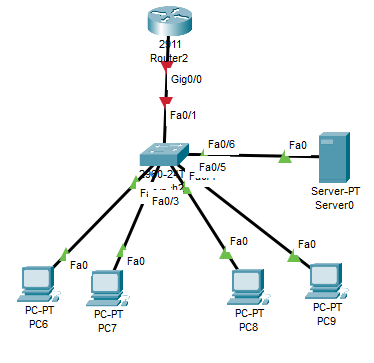 2911
Router2
Gig0/0
Fa0/1
Fa0/6
Fa0
Fa0/5
Fa0/3
Server-PT
Server0
Fa0
Fa0
Fa0
Fa0
PC-PT
PC6
PC-PT
PC7
PC-PT
PC8
PC-PT
PC9